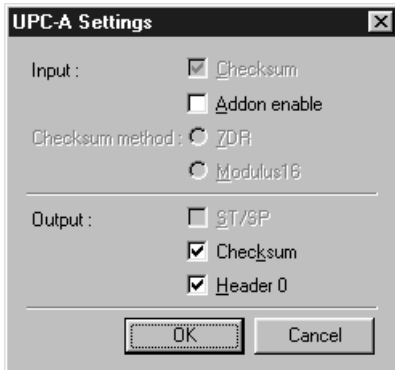 UPC-A Settings
Input : Checksum
Addon enable
Checksum method : 7DR
Modulus16
Output : ST/SP
Checksum
Header 0
OK Cancel